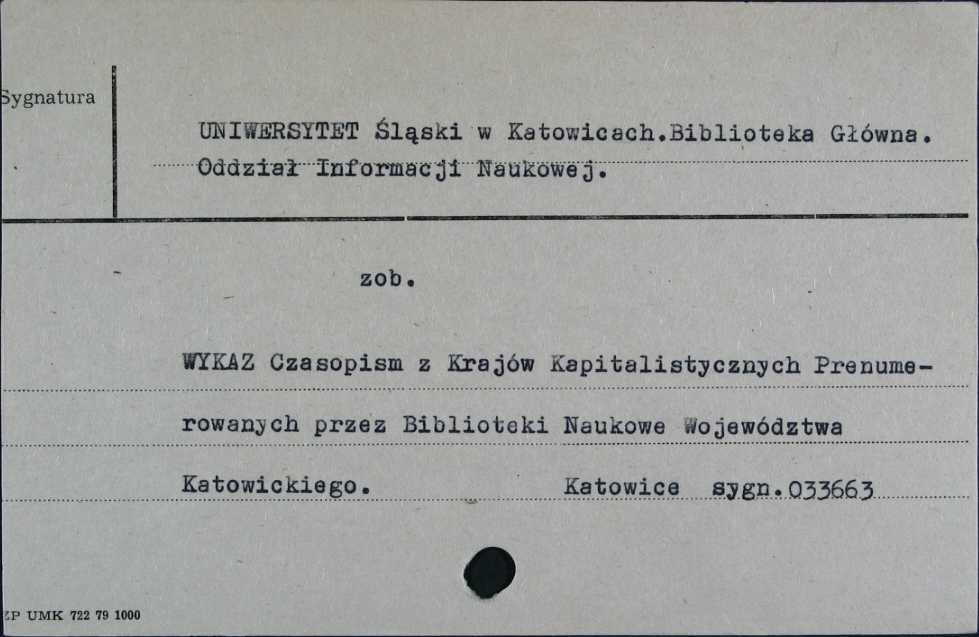 Sygnatura
UNIWERSYTET Śląski w Katowicach.Biblioteka Główna.
Oddział Informacji Naukowej.
zob.
WYKAZ Czasopism z Krajów Kapitalistycznych Prenume-
rowanych przez Biblioteki Naukowe Województwa
Katowickiego. Katowice sygn.033663
UMK 722 79 1000